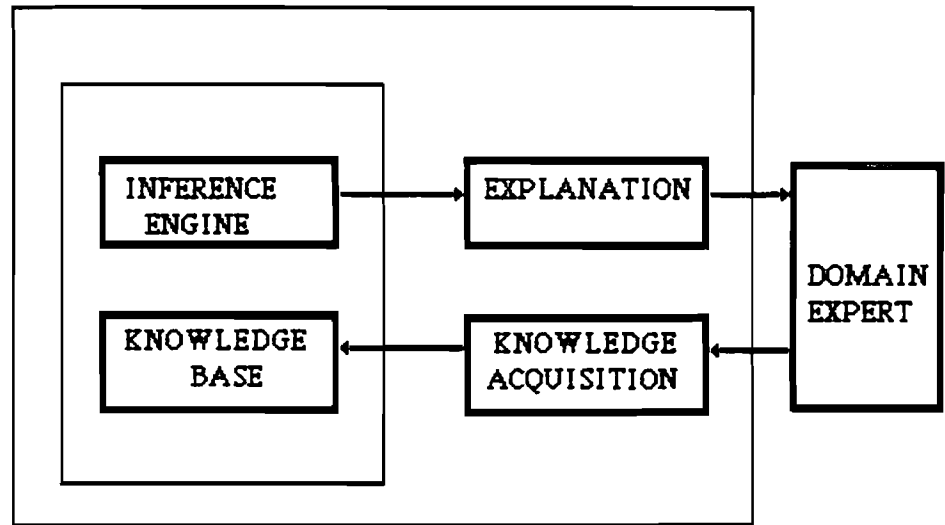 INFERENCE
ENGINE
EXPLANATION
DOMAIN
EXPERT
KNOWLEDGE
BASE
KNOWLEDGE
ACQUISITION